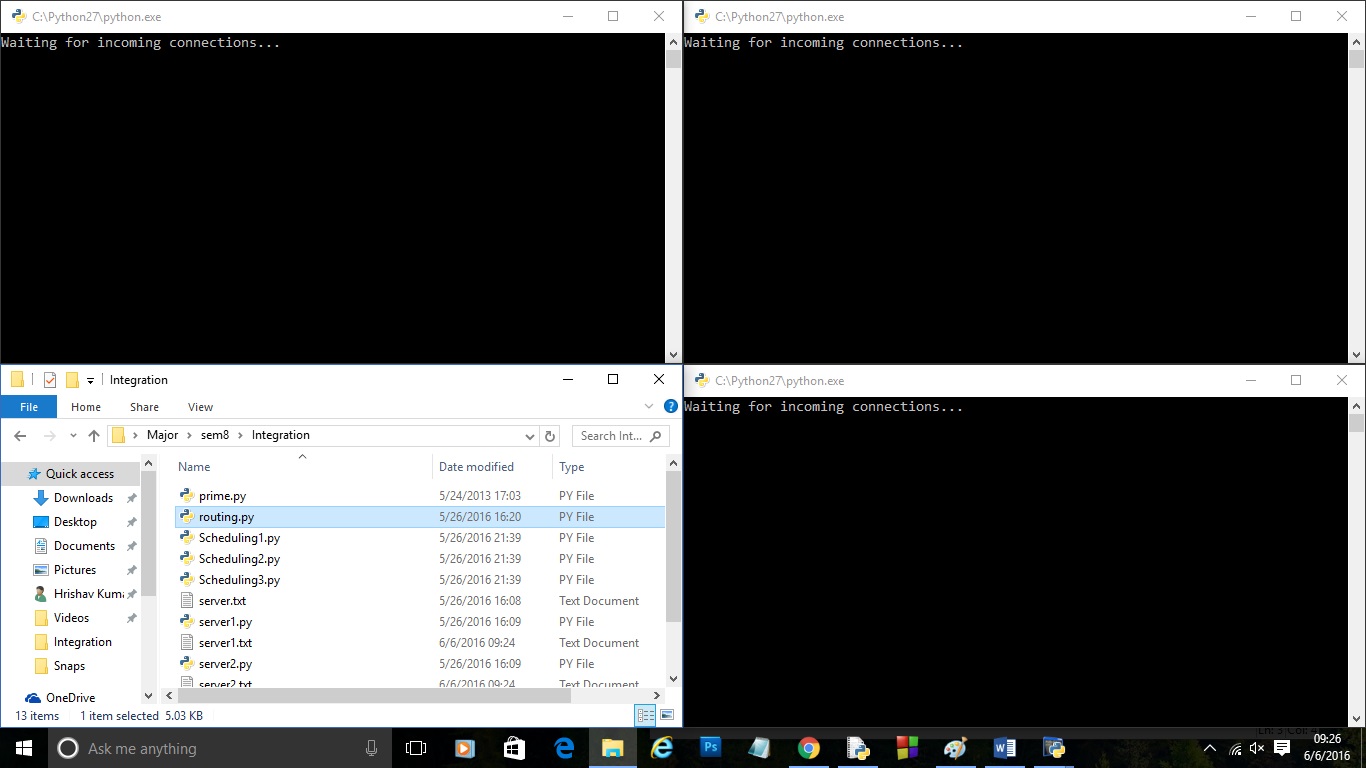 C:\Python27\python.exe
Waiting for incoming connections...
C:\Python27\python.exe
Waiting for incoming connections...
Integration
File Home Share View
Major sem8 Integration
Search Int...
Name Date modified Type
Quick access
Downloads
Desktop
Documents
Pictures
Hrishav Kuma
Videos
Integration
Snaps
OneDrive
prime.py 5/24/2013 17:03 PY File
routing.py 5/26/2016 16:20 PY File
Scheduling1.py 5/26/2016 21:39 PY File
Scheduling2.py 5/26/2016 21:39 PY File
Scheduling3.py 5/26/2016 21:39 PY File
server.txt 5/26/2016 16:08 Text Document
server1.py 5/26/2016 16:09 PY File
server1.txt 6/6/2016 09:24 Text Document
server2.py 5/26/2016 16:09 PY File
server2.txt 6/6/2016 09:24 Text Document
13 items 1 item selected 5.03 KB
C:\Python27\python.exe
Waiting for incoming connections...
Ask me anything
Ps
09:26
6/6/2016